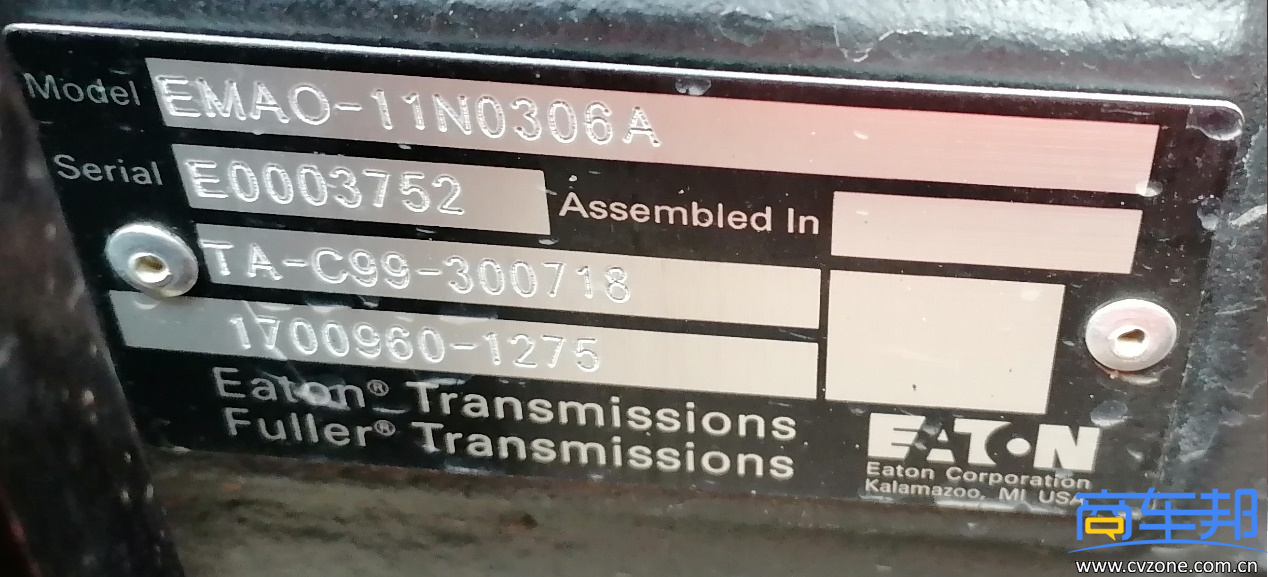 Model EMAO-11N0306A
Serial E0003752 Assembled In
TA-C99-300718
1700960-1275
Eaton® Transmissions
Fuller® Transmissions
EATON
Eaton Corporation
Kalamazoo, MI USA
商车邦
www.cvzone.com.cn